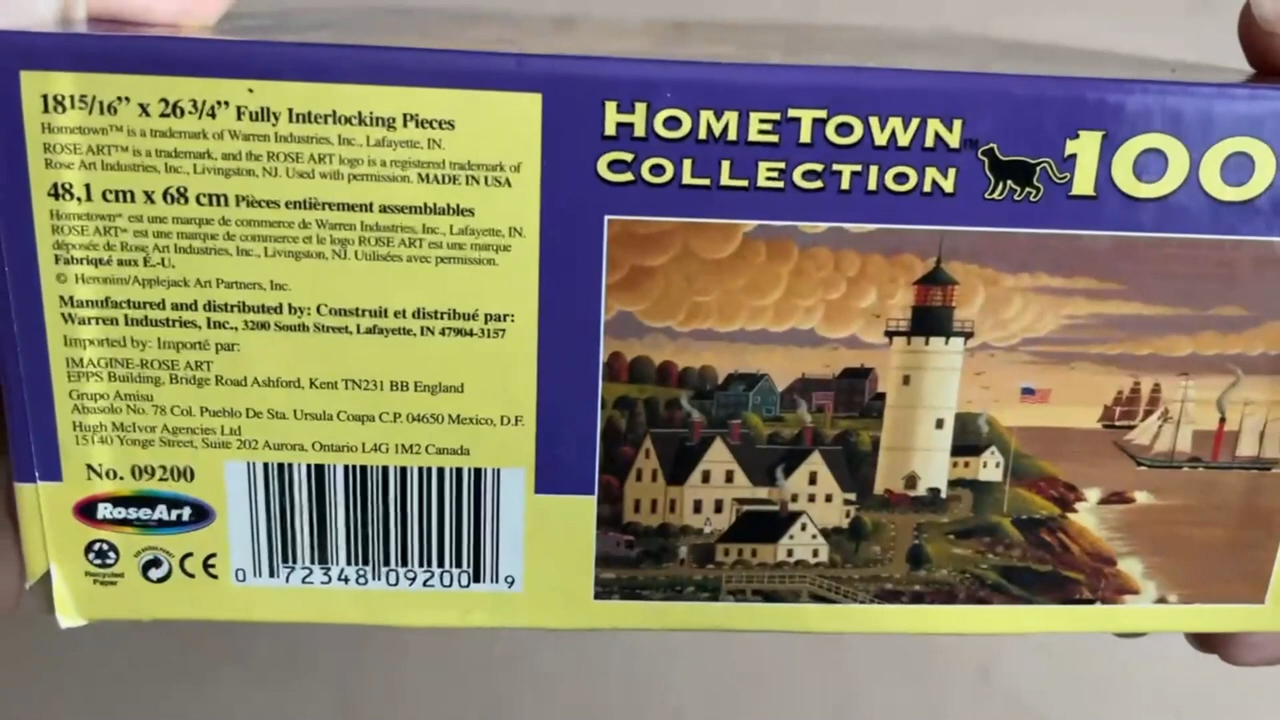 18 15/16" x 26 3/4" Fully Interlocking Pieces
Hometown™ is a trademark of Warren Industries, Inc., Lafayette, IN.
ROSE ART™ is a trademark, and the ROSE ART logo is a registered trademark of
Rose Art Industries, Inc., Livingston, NJ. Used with permission. MADE IN USA
48,1 cm x 68 cm Pièces entièrement assemblables
Hometown™ est une marque de commerce de Warren Industries, Inc., Lafayette, IN.
ROSE ART™ est une marque de commerce et le logo ROSE ART est une marque
déposée de Rose Art Industries, Inc., Livingston, NJ. Utilisées avec permission.
Fabriqué aux É.-U.
© Heronim/Applejack Art Partners, Inc.
Manufactured and distributed by: Construit et distribué par:
Warren Industries, Inc., 3200 South Street, Lafayette, IN 47904-3157
Imported by: Importé par:
IMAGINE-ROSE ART
EPPS Building, Bridge Road Ashford, Kent TN231 BB England
Grupo Amisu
Abasolo No. 78 Col. Pueblo De Sta. Ursula Coapa C.P. 04650 Mexico, D.F.
Hugh McIvor Agencies Ltd
15140 Yonge Street, Suite 202 Aurora, Ontario L4G 1M2 Canada
No. 09200
RoseArt
Recycled
Paper
CE
0 72348 09200 9
HOMETOWN™
COLLECTION
100